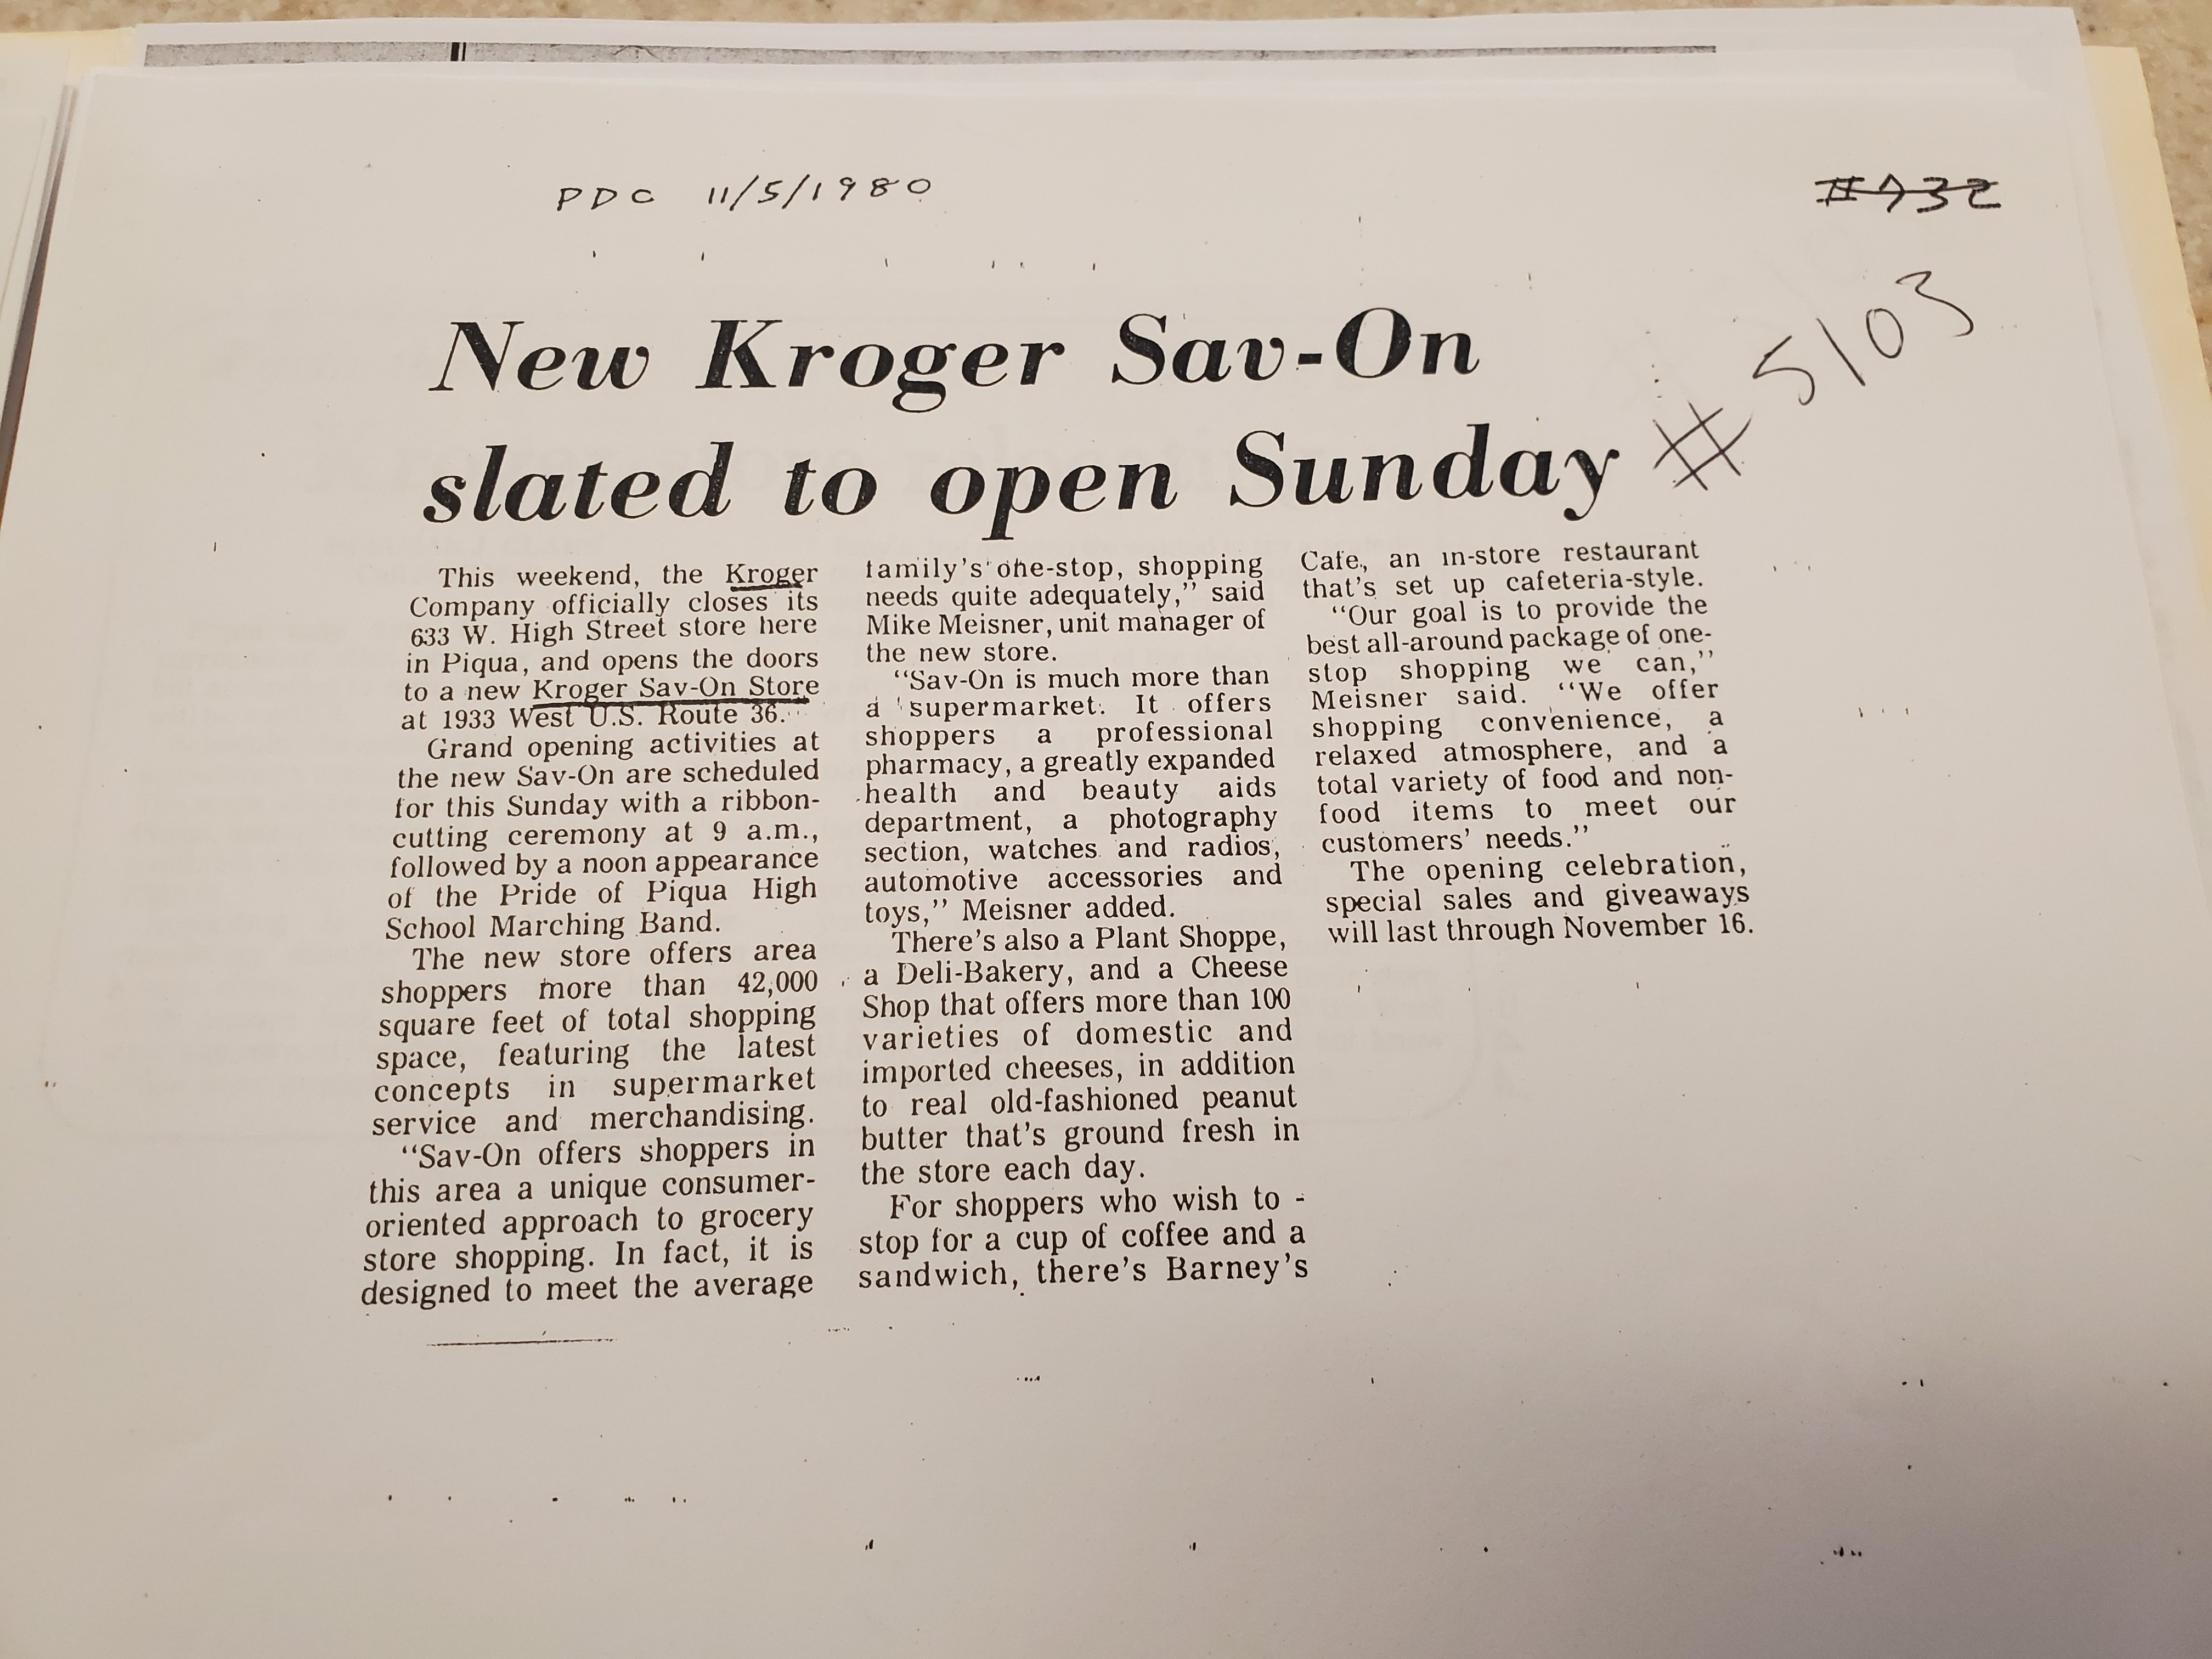 PDC 11/5/1980
#732
#5103
New Kroger Sav-On
slated to open Sunday
This weekend, the Kroger
Company officially closes its
633 W. High Street store here
in Piqua, and opens the doors
to a new Kroger Sav-On Store
at 1933 West U.S. Route 36.
Grand opening activities at
the new Sav-On are scheduled
for this Sunday with a ribbon-
cutting ceremony at 9 a.m.,
followed by a noon appearance
of the Pride of Piqua High
School Marching Band.
The new store offers area
shoppers more than 42,000
square feet of total shopping
space, featuring the latest
concepts in supermarket
service and merchandising.
“Sav-On offers shoppers in
this area a unique consumer-
oriented approach to grocery
store shopping. In fact, it is
designed to meet the average
family’s one-stop, shopping
needs quite adequately,” said
Mike Meisner, unit manager of
the new store.
“Sav-On is much more than
a supermarket. It offers
shoppers a professional
pharmacy, a greatly expanded
health and beauty aids
department, a photography
section, watches and radios,
automotive accessories and
toys,” Meisner added.
There’s also a Plant Shoppe,
a Deli-Bakery, and a Cheese
Shop that offers more than 100
varieties of domestic and
imported cheeses, in addition
to real old-fashioned peanut
butter that’s ground fresh in
the store each day.
For shoppers who wish to
stop for a cup of coffee and a
sandwich, there’s Barney’s
Cafe, an in-store restaurant
that’s set up cafeteria-style.
“Our goal is to provide the
best all-around package of one-
stop shopping we can,”
Meisner said. “We offer
shopping convenience, a
relaxed atmosphere, and a
total variety of food and non-
food items to meet our
customers’ needs.”
The opening celebration,
special sales and giveaways
will last through November 16.